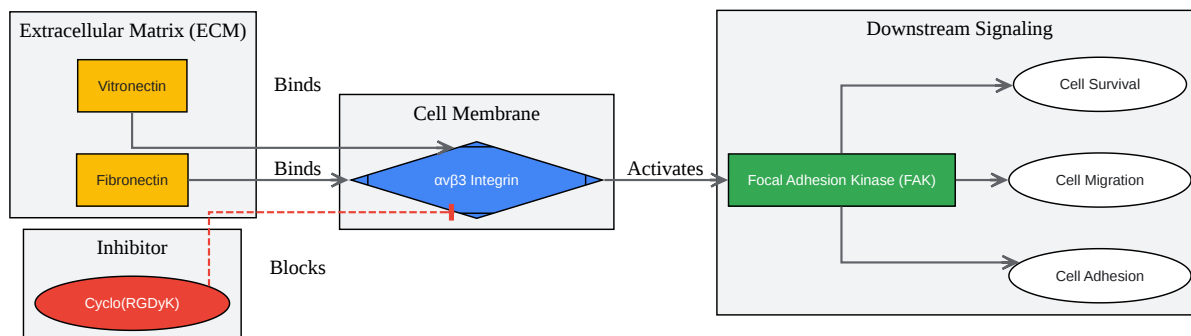 Extracellular Matrix (ECM)
Vitronectin
Fibronectin
Binds
Binds
Inhibitor
Cyclo(RGDyK)
Blocks
Cell Membrane
αvβ3 Integrin
Activates
Downstream Signaling
Focal Adhesion Kinase (FAK)
Cell Survival
Cell Migration
Cell Adhesion